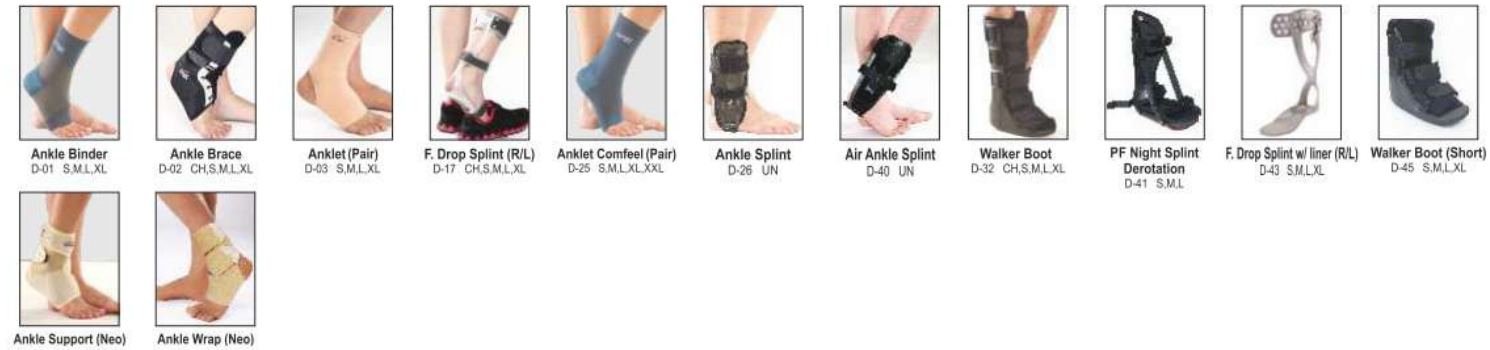 Ankle Binder
D-01 S,M,L,XL
Ankle Brace
D-02 CH,S,M,L,XL
Anklet (Pair)
D-03 S,M,L,XL
F. Drop Splint (R/L)
D-17 CH,S,M,L,XL
Anklet Comfeel (Pair)
D-25 S,M,L,XL,XXL
Ankle Splint
D-26 UN
Air Ankle Splint
D-40 UN
Walker Boot
D-32 CH,S,M,L,XL
PF Night Splint
Derotation
D-41 S,M,L
F. Drop Splint w/ liner (R/L)
D-43 S,M,L,XL
Walker Boot (Short)
D-45 S,M,L,XL
Ankle Support (Neo)
Ankle Wrap (Neo)